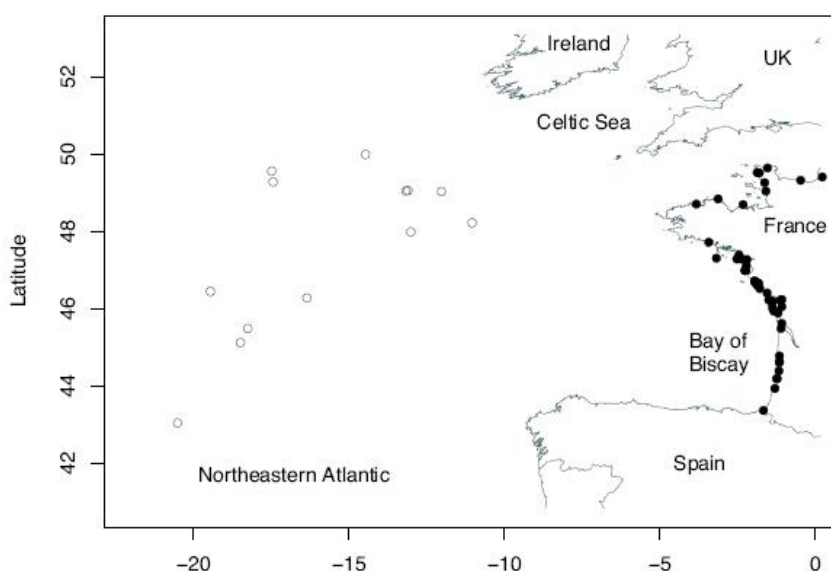 Ireland
UK
52
Celtic Sea
50
France
48
Latitude
46
Bay of
Biscay
44
Spain
42
Northeastern Atlantic
−20
−15
−10
−5
0